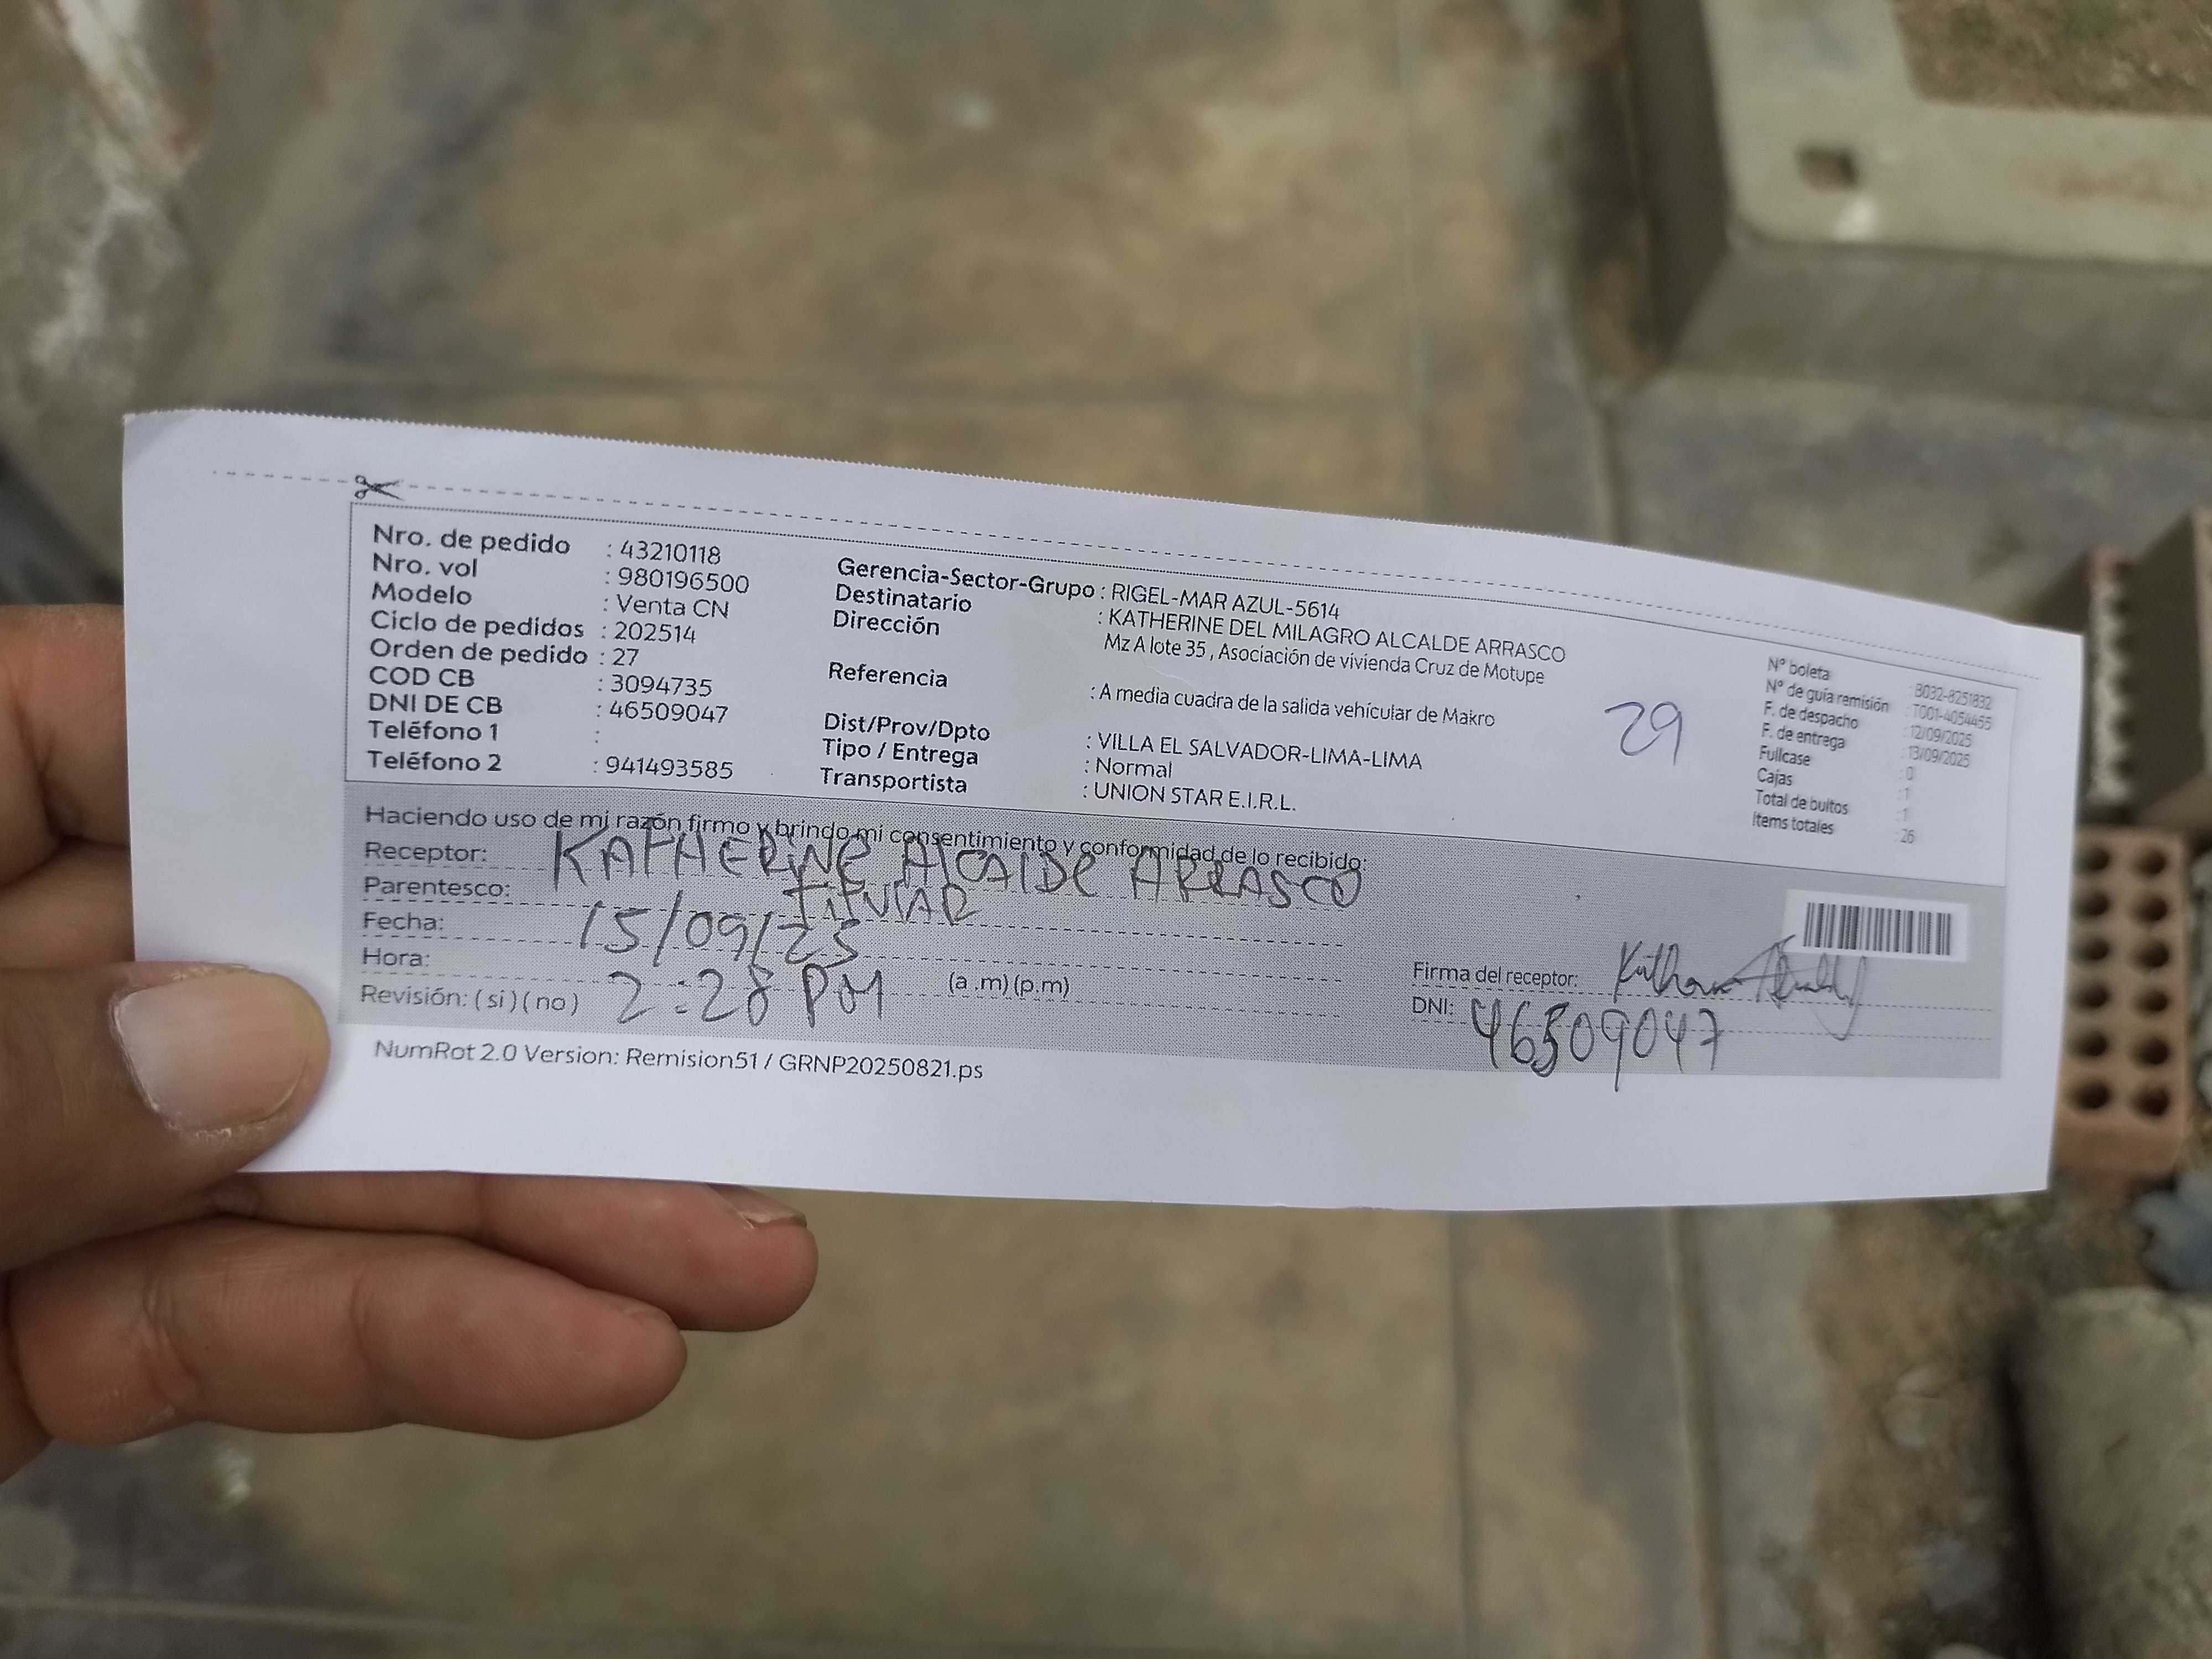 Nro. de pedido : 43210118
Nro. vol : 980196500
Modelo : Venta CN
Ciclo de pedidos : 202514
Orden de pedido : 27
COD CB : 3094735
DNI DE CB : 46509047
Teléfono 1 :
Teléfono 2 : 941493585
Gerencia-Sector-Grupo : RIGEL-MAR AZUL-5614
Destinatario : KATHERINE DEL MILAGRO ALCALDE ARRASCO
Dirección Mz A lote 35 , Asociación de vivienda Cruz de Motupe
Referencia : A media cuadra de la salida vehícular de Makro
Dist/Prov/Dpto : VILLA EL SALVADOR-LIMA-LIMA
Tipo / Entrega : Normal
Transportista : UNION STAR E.I.R.L.
29
N° boleta : B032-8251832
N° de guía remisión : T001-4054455
F. de despacho : 12/09/2025
F. de entrega : 13/09/2025
Fullcase : 0
Cajas : 1
Total de bultos : 1
Items totales : 26
Haciendo uso de mi razón firmo y brindo mi consentimiento y conformidad de lo recibido:
Receptor: KATHERINE ALCALDE ARRASCO
Parentesco: TITULAR
Fecha: 15/09/25
Hora: 2:28 PM (a .m) (p.m)
Revisión: ( si ) ( no )
Firma del receptor:
DNI: 46509047
NumRot 2.0 Version: Remision51 / GRNP20250821.ps